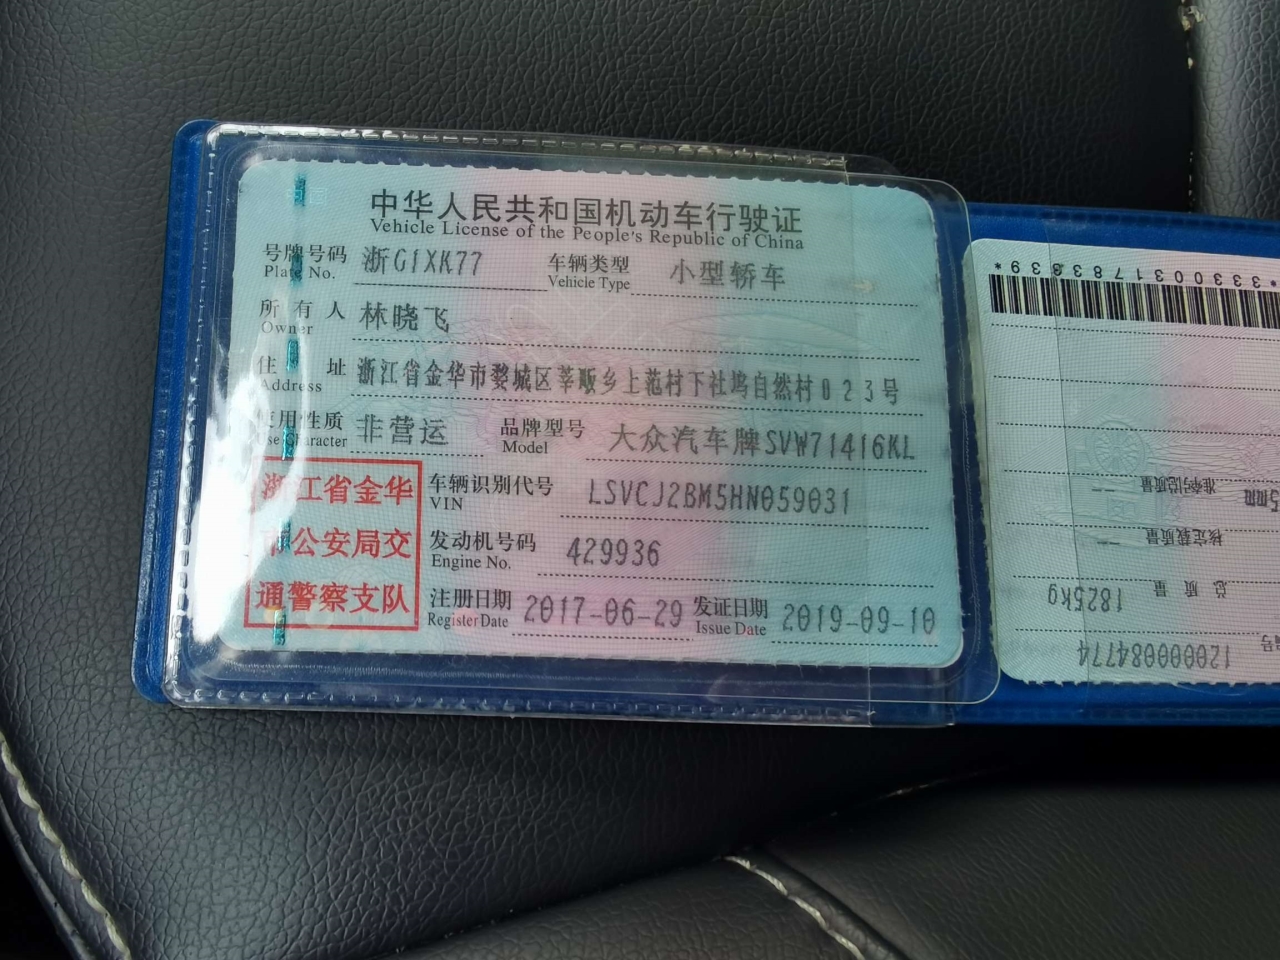 中华人民共和国机动车行驶证
Vehicle License of the People's Republic of China
号牌号码 浙G1XK77 车辆类型 小型轿车
Plate No. Vehicle Type
所有人 林晓飞
Owner
住址 浙江省金华市婺城区莘畈乡上范村下社坞自然村023号
Address
使用性质 非营运 品牌型号 大众汽车牌SVW71416KL
Use Character Model
浙江省金华
市公安局交
通警察支队
车辆识别代号 LSVCJ2BM5HN059031
VIN
发动机号码 429936
Engine No.
注册日期 2017-06-29 发证日期 2019-09-10
Register Date Issue Date
120000084774
总质量 1825kg
核定载质量 --
准牵引总质量 --